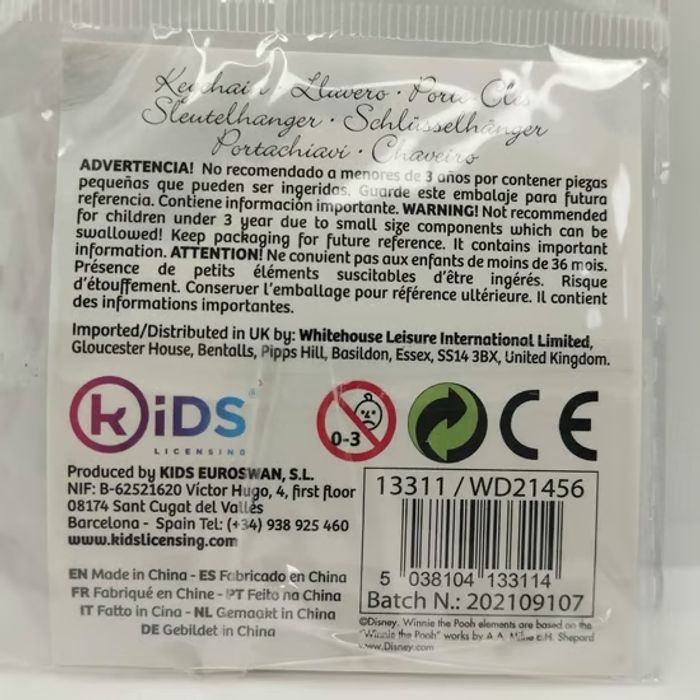 Keychain · Llavero · Porte Clés
Sleutelhanger · Schlüsselhänger
Portachiavi · Chaveiro
ADVERTENCIA! No recomendado a menores de 3 años por contener piezas
pequeñas que pueden ser ingeridas. Guarde este embalaje para futura
referencia. Contiene información importante. WARNING! Not recommended
for children under 3 year due to small size components which can be
swallowed! Keep packaging for future reference. It contains important
information. ATTENTION! Ne convient pas aux enfants de moins de 36 mois.
Présence de petits éléments suscitables d'être ingérés. Risque
d'étouffement. Conserver l'emballage pour référence ultérieure. Il contient
des informations importantes.
Imported/Distributed in UK by: Whitehouse Leisure International Limited,
Gloucester House, Bentalls, Pipps Hill, Basildon, Essex, SS14 3BX, United Kingdom.
KiDS
LICENSING
0-3
CE
Produced by KIDS EUROSWAN, S.L.
NIF: B-62521620 Víctor Hugo, 4, first floor
08174 Sant Cugat del Vallés
Barcelona - Spain Tel: (+34) 938 925 460
www.kidslicensing.com
EN Made in China - ES Fabricado en China
FR Fabriqué en Chine - PT Feito na China
IT Fatto in Cina - NL Gemaakt in China
DE Gebildet in China
13311 / WD21456
5 038104 133114
Batch N.: 202109107
©Disney. Winnie the Pooh elements are based on the
"Winnie the Pooh" works by A.A. Milne e.H. Shepard
www.Disney.com